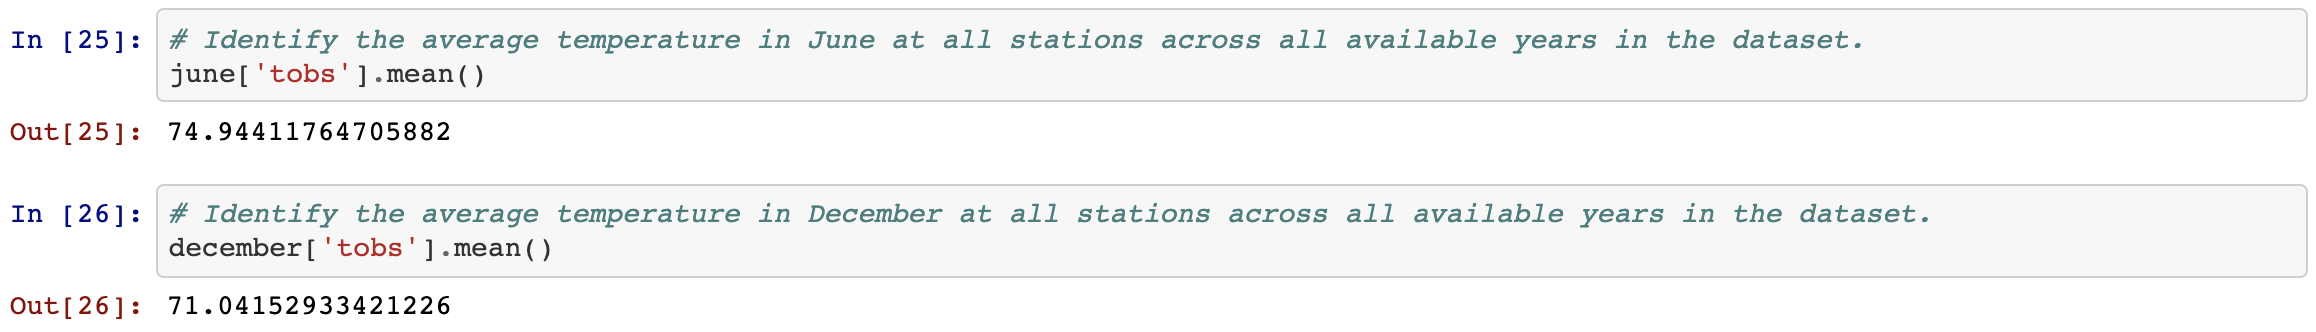 In [25]: # Identify the average temperature in June at all stations across all available years in the dataset.
june['tobs'].mean()
Out[25]: 74.94411764705882
In [26]: # Identify the average temperature in December at all stations across all available years in the dataset.
december['tobs'].mean()
Out[26]: 71.04152933421226